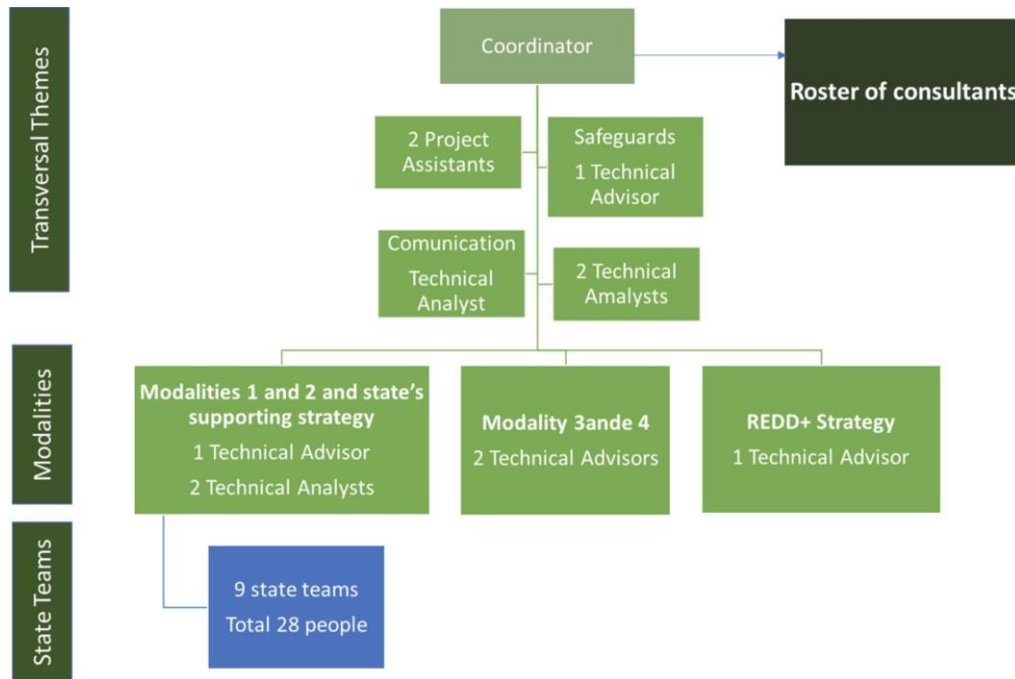 Transversal Themes
Coordinator
Roster of consultants
2 Project
Assistants
Safeguards
1 Technical
Advisor
Comunication
Technical
Analyst
2 Technical
Amalysts
Modalities
Modalities 1 and 2 and state's
supporting strategy
1 Technical Advisor
2 Technical Analysts
Modality 3ande 4
2 Technical Advisors
REDD+ Strategy
1 Technical Advisor
State Teams
9 state teams
Total 28 people